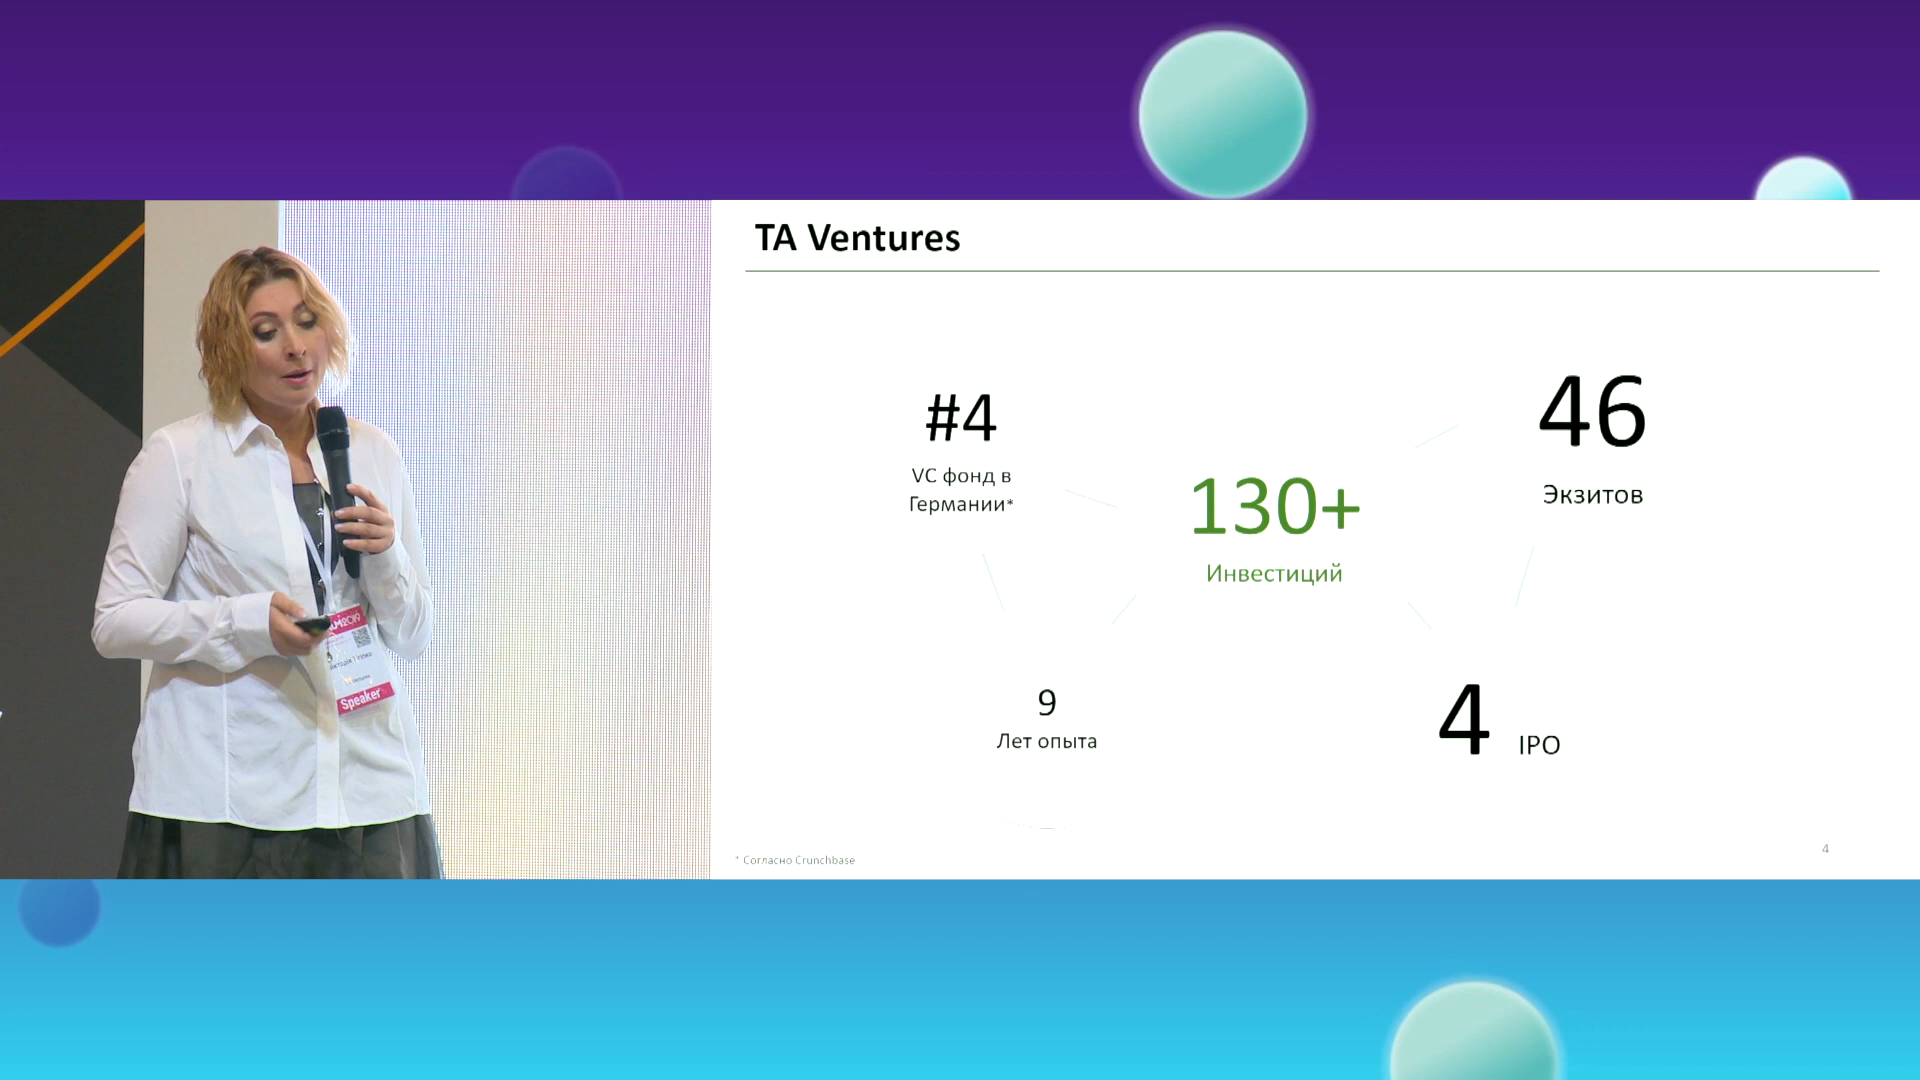 TA Ventures
#4
VC фонд в
Германии*
130+
Инвестиций
46
Экзитов
9
Лет опыта
4 IPO
* Согласно Crunchbase
4
Speaker